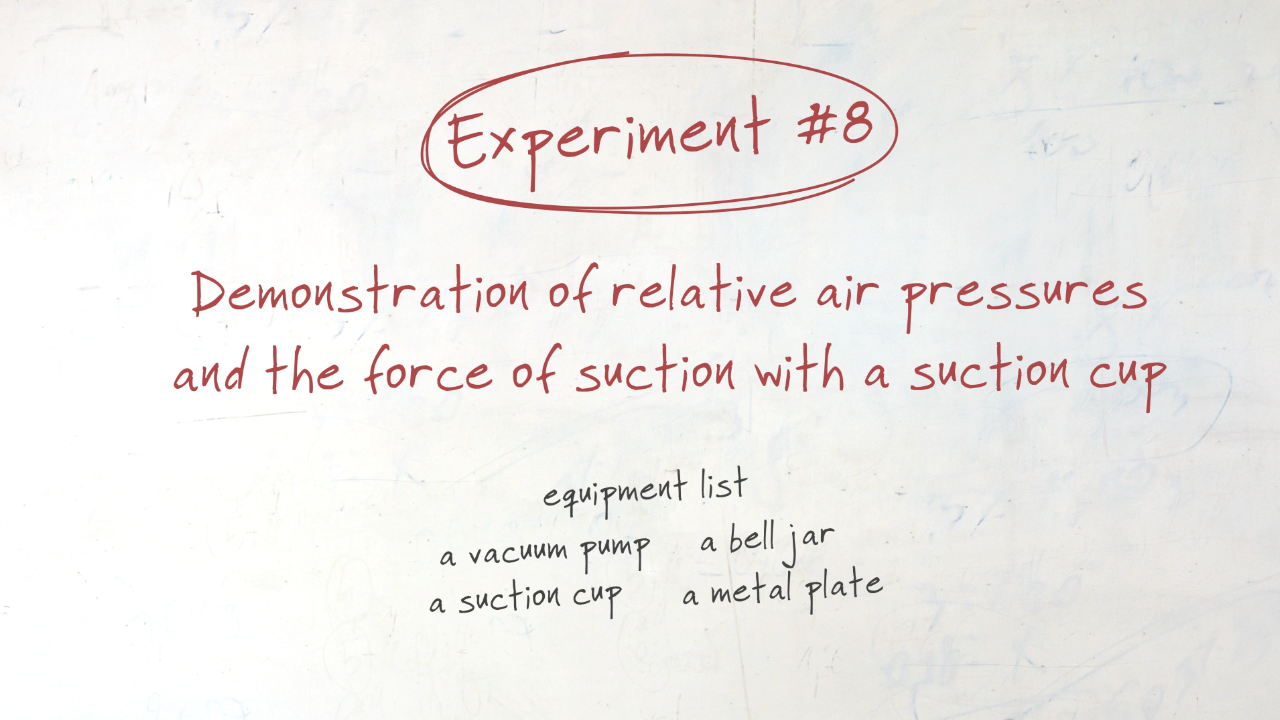 Experiment #8
Demonstration of relative air pressures
and the force of suction with a suction cup
equipment list
a vacuum pump a bell jar
a suction cup a metal plate